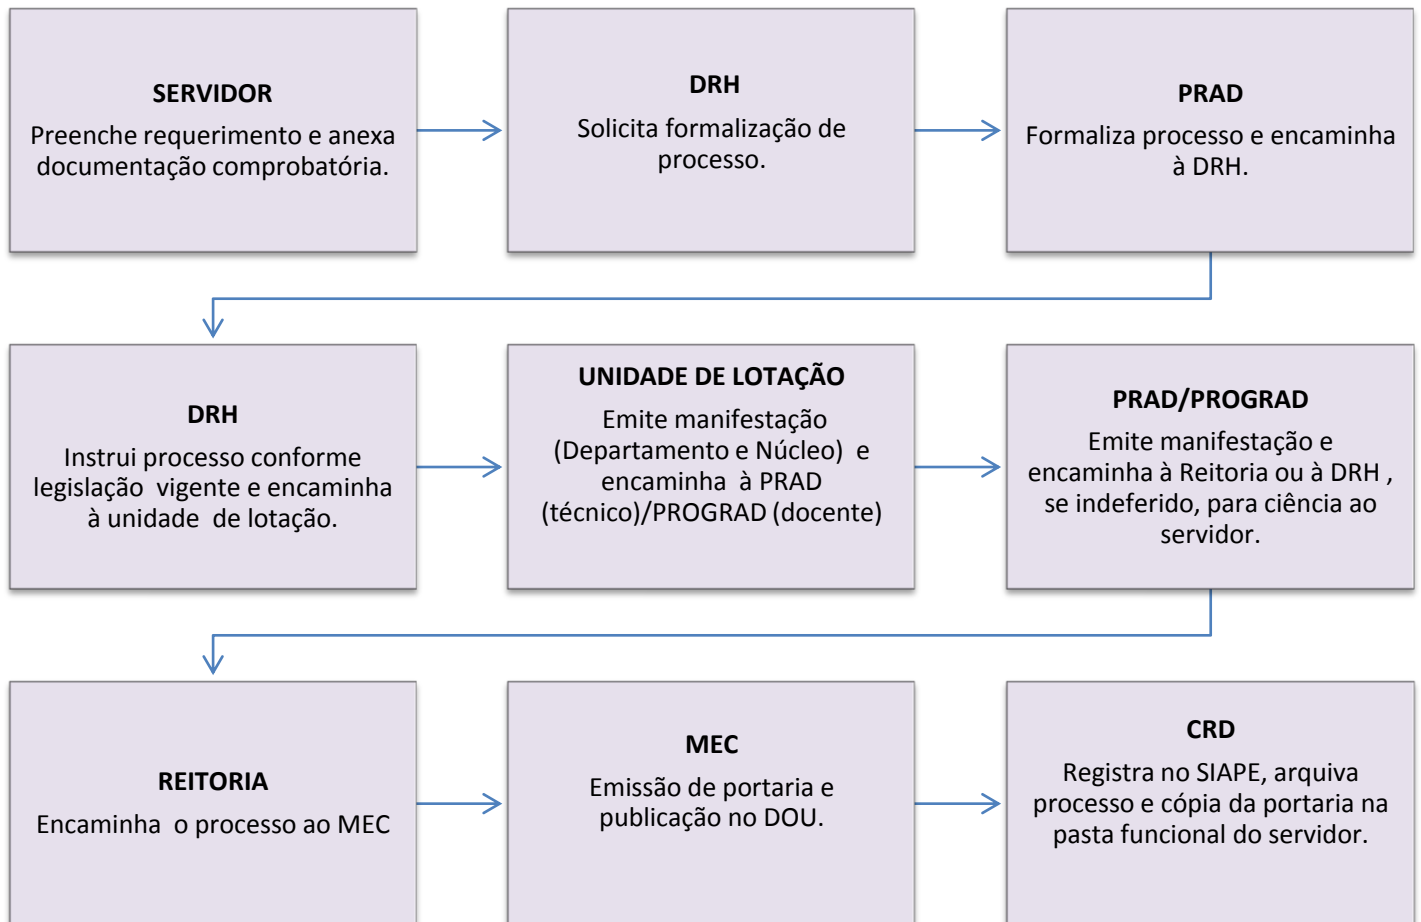 SERVIDOR
Preenche requerimento e anexa
documentação comprobatória.
DRH
Solicita formalização de
processo.
PRAD
Formaliza processo e encaminha
à DRH.
DRH
Instrui processo conforme
legislação vigente e encaminha
à unidade de lotação.
UNIDADE DE LOTAÇÃO
Emite manifestação
(Departamento e Núcleo) e
encaminha à PRAD
(técnico)/PROGRAD (docente)
PRAD/PROGRAD
Emite manifestação e
encaminha à Reitoria ou à DRH ,
se indeferido, para ciência ao
servidor.
REITORIA
Encaminha o processo ao MEC
MEC
Emissão de portaria e
publicação no DOU.
CRD
Registra no SIAPE, arquiva
processo e cópia da portaria na
pasta funcional do servidor.